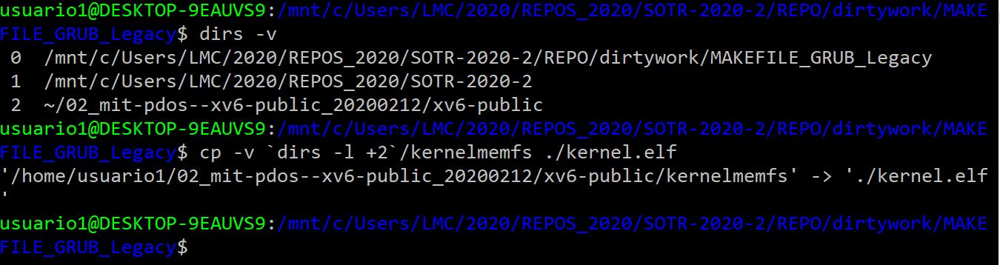 usuario1@DESKTOP-9EAUVS9:/mnt/c/Users/LMC/2020/REPOS_2020/SOTR-2020-2/REPO/dirtywork/MAKE
FILE_GRUB_Legacy$ dirs -v
 0  /mnt/c/Users/LMC/2020/REPOS_2020/SOTR-2020-2/REPO/dirtywork/MAKEFILE_GRUB_Legacy
 1  /mnt/c/Users/LMC/2020/REPOS_2020/SOTR-2020-2
 2  ~/02_mit-pdos--xv6-public_20200212/xv6-public
usuario1@DESKTOP-9EAUVS9:/mnt/c/Users/LMC/2020/REPOS_2020/SOTR-2020-2/REPO/dirtywork/MAKE
FILE_GRUB_Legacy$ cp -v `dirs -l +2`/kernelmemfs ./kernel.elf
'/home/usuario1/02_mit-pdos--xv6-public_20200212/xv6-public/kernelmemfs' -> './kernel.elf
'
usuario1@DESKTOP-9EAUVS9:/mnt/c/Users/LMC/2020/REPOS_2020/SOTR-2020-2/REPO/dirtywork/MAKE
FILE_GRUB_Legacy$